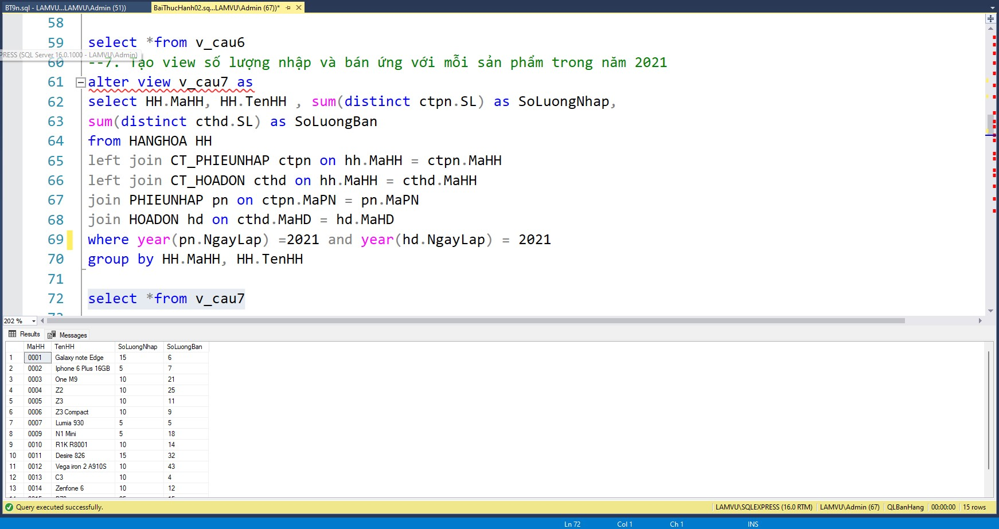 BT9n.sql - LAMVU...LAMVU\Admin (51))
BaiThucHanh02.sq...LAMVU\Admin (67))*
58
59 select *from v_cau6
PRESS (SQL Server 16.0.1000 - LAMVU\Admin)
60 --7. Tạo view số lượng nhập và bán ứng với mỗi sản phẩm trong năm 2021
61 alter view v_cau7 as
62 select HH.MaHH, HH.TenHH , sum(distinct ctpn.SL) as SoLuongNhap,
63 sum(distinct cthd.SL) as SoLuongBan
64 from HANGHOA HH
65 left join CT_PHIEUNHAP ctpn on hh.MaHH = ctpn.MaHH
66 left join CT_HOADON cthd on hh.MaHH = cthd.MaHH
67 join PHIEUNHAP pn on ctpn.MaPN = pn.MaPN
68 join HOADON hd on cthd.MaHD = hd.MaHD
69 where year(pn.NgayLap) =2021 and year(hd.NgayLap) = 2021
70 group by HH.MaHH, HH.TenHH
71
72 select *from v_cau7
202 %
Results Messages
MaHH TenHH SoLuongNhap SoLuongBan
1 0001 Galaxy note Edge 15 6
2 0002 Iphone 6 Plus 16GB 5 7
3 0003 One M9 10 21
4 0004 Z2 10 25
5 0005 Z3 10 11
6 0006 Z3 Compact 10 9
7 0007 Lumia 930 5 5
8 0009 N1 Mini 5 18
9 0010 R1K R8001 10 14
10 0011 Desire 826 15 32
11 0012 Vega iron 2 A910S 10 43
12 0013 C3 10 4
13 0014 Zenfone 6 10 12
Query executed successfully.
LAMVU\SQLEXPRESS (16.0 RTM) LAMVU\Admin (67) QLBanHang 00:00:00 15 rows
Ln 72 Col 1 Ch 1 INS